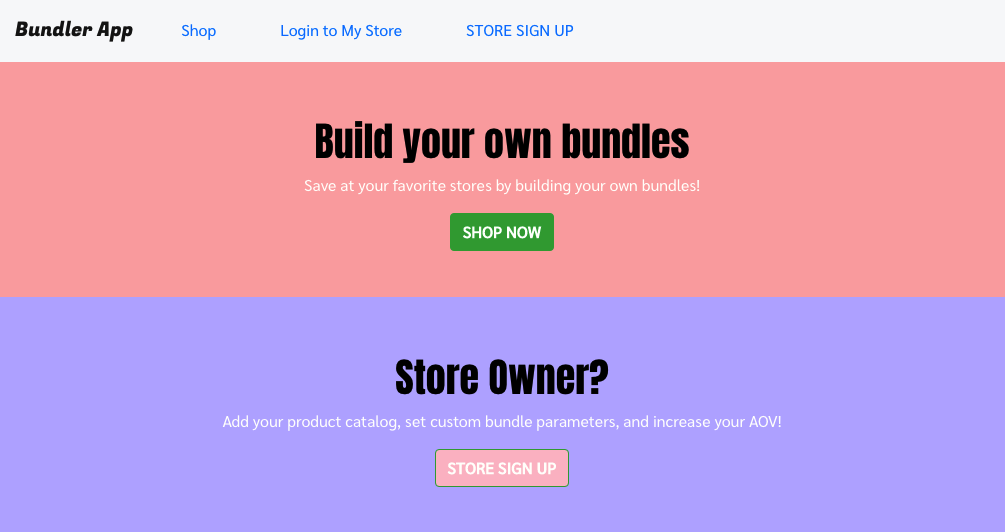 Bundler App Shop Login to My Store STORE SIGN UP
Build your own bundles
Save at your favorite stores by building your own bundles!
SHOP NOW
Store Owner?
Add your product catalog, set custom bundle parameters, and increase your AOV!
STORE SIGN UP